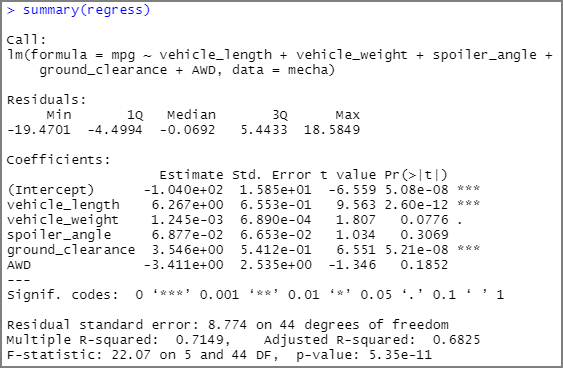 > summary(regress)
Call:
lm(formula = mpg ~ vehicle_length + vehicle_weight + spoiler_angle +
    ground_clearance + AWD, data = mecha)
Residuals:
     Min       1Q   Median       3Q      Max
-19.4701  -4.4994  -0.0692   5.4433  18.5849
Coefficients:
                   Estimate Std. Error t value Pr(>|t|)
(Intercept)      -1.040e+02  1.585e+01  -6.559 5.08e-08 ***
vehicle_length    6.267e+00  6.553e-01   9.563 2.60e-12 ***
vehicle_weight    1.245e-03  6.890e-04   1.807   0.0776 .
spoiler_angle     6.877e-02  6.653e-02   1.034   0.3069
ground_clearance  3.546e+00  5.412e-01   6.551 5.21e-08 ***
AWD              -3.411e+00  2.535e+00  -1.346   0.1852
---
Signif. codes:  0 ‘***’ 0.001 ‘**’ 0.01 ‘*’ 0.05 ‘.’ 0.1 ‘ ’ 1
Residual standard error: 8.774 on 44 degrees of freedom
Multiple R-squared:  0.7149,    Adjusted R-squared:  0.6825
F-statistic: 22.07 on 5 and 44 DF,  p-value: 5.35e-11